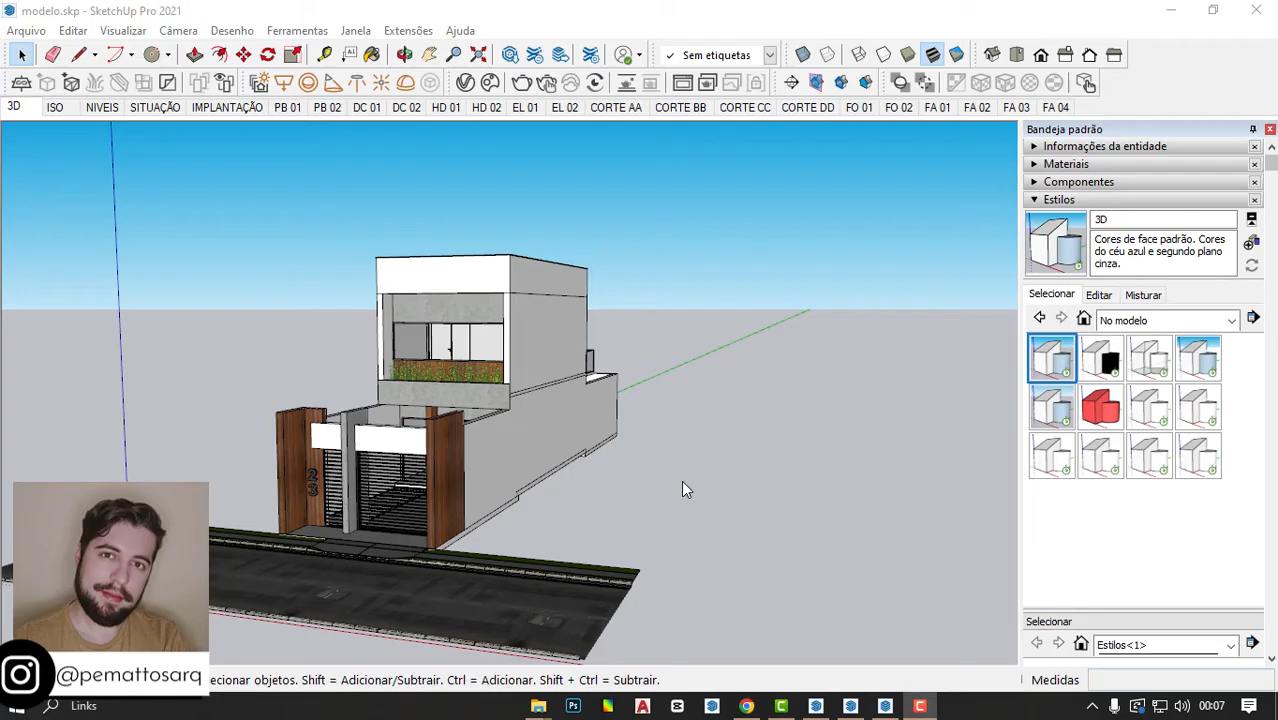 modelo.skp - SketchUp Pro 2021
Arquivo Editar Visualizar Câmera Desenho Ferramentas Janela Extensões Ajuda
Sem etiquetas
3D ISO NIVEIS SITUAÇÃO IMPLANTAÇÃO PB 01 PB 02 DC 01 DC 02 HD 01 HD 02 EL 01 EL 02 CORTE AA CORTE BB CORTE CC CORTE DD FO 01 FO 02 FA 01 FA 02 FA 03 FA 04
Bandeja padrão
Informações da entidade
Materiais
Componentes
Estilos
3D
Cores de face padrão. Cores
do céu azul e segundo plano
cinza.
Selecionar Editar Misturar
No modelo
Selecionar
Estilos<1>
@pemattosarq
elecionar objetos. Shift = Adicionar/Subtrair. Ctrl = Adicionar. Shift + Ctrl = Subtrair.
Medidas
Links
00:07